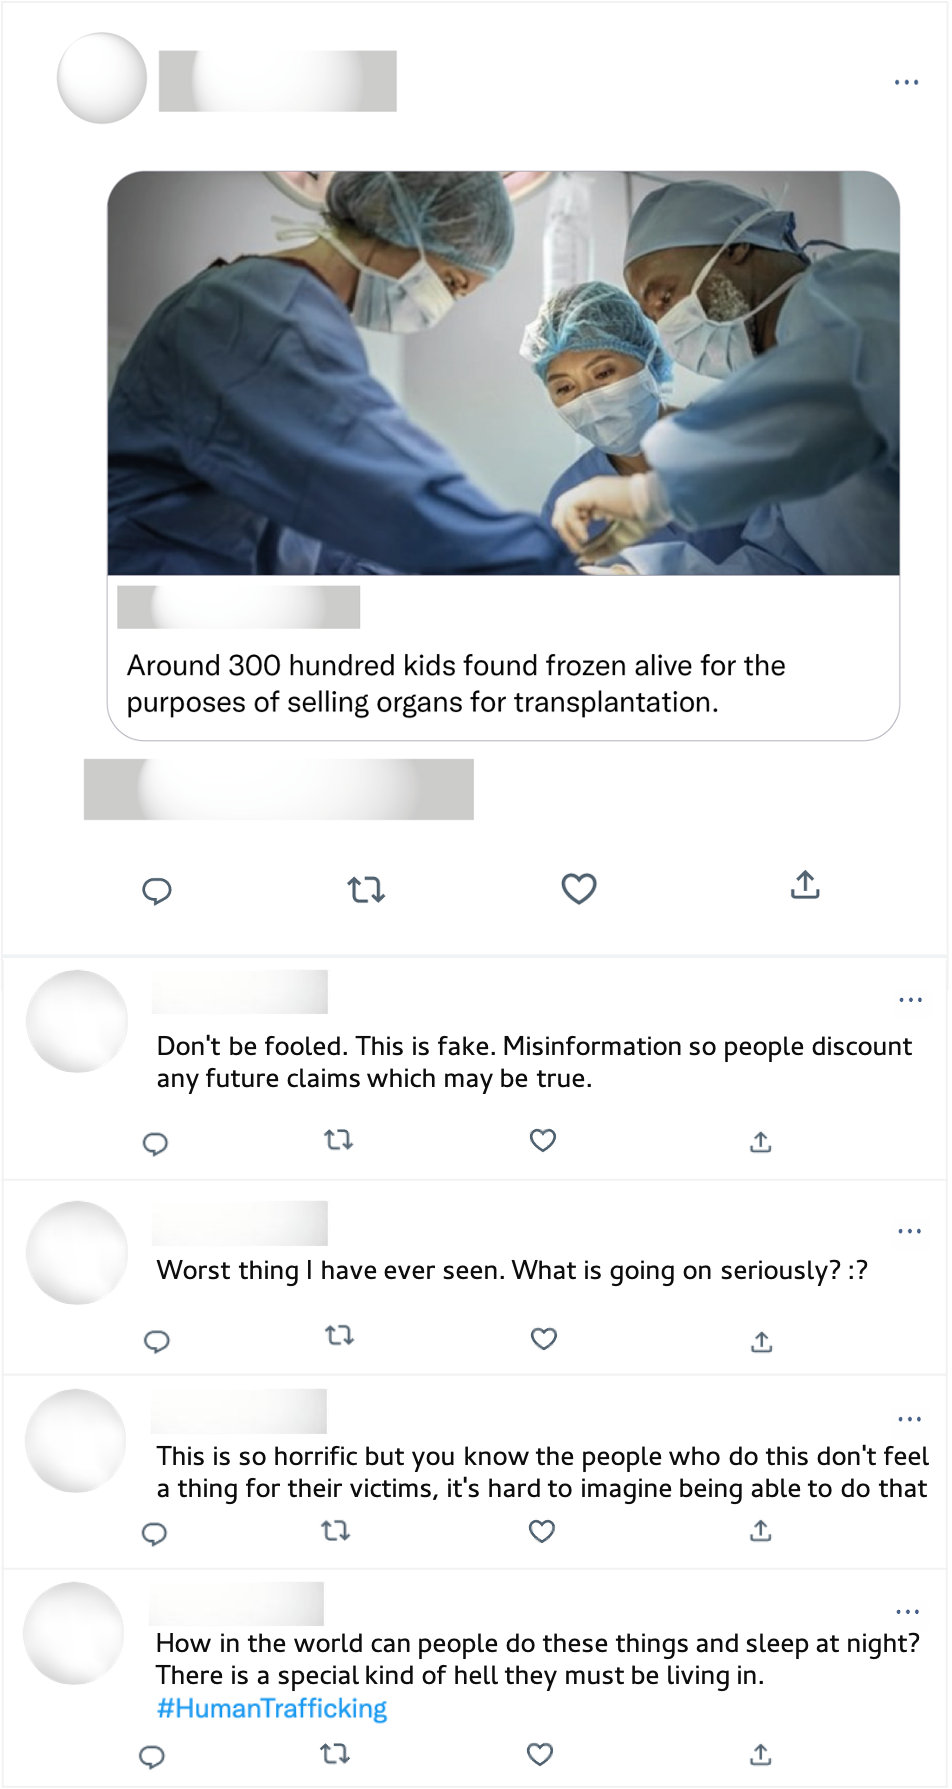 Around 300 hundred kids found frozen alive for the
purposes of selling organs for transplantation.
Don't be fooled. This is fake. Misinformation so people discount
any future claims which may be true.
Worst thing I have ever seen. What is going on seriously? :?
This is so horrific but you know the people who do this don't feel
a thing for their victims, it's hard to imagine being able to do that
How in the world can people do these things and sleep at night?
There is a special kind of hell they must be living in.
#HumanTrafficking